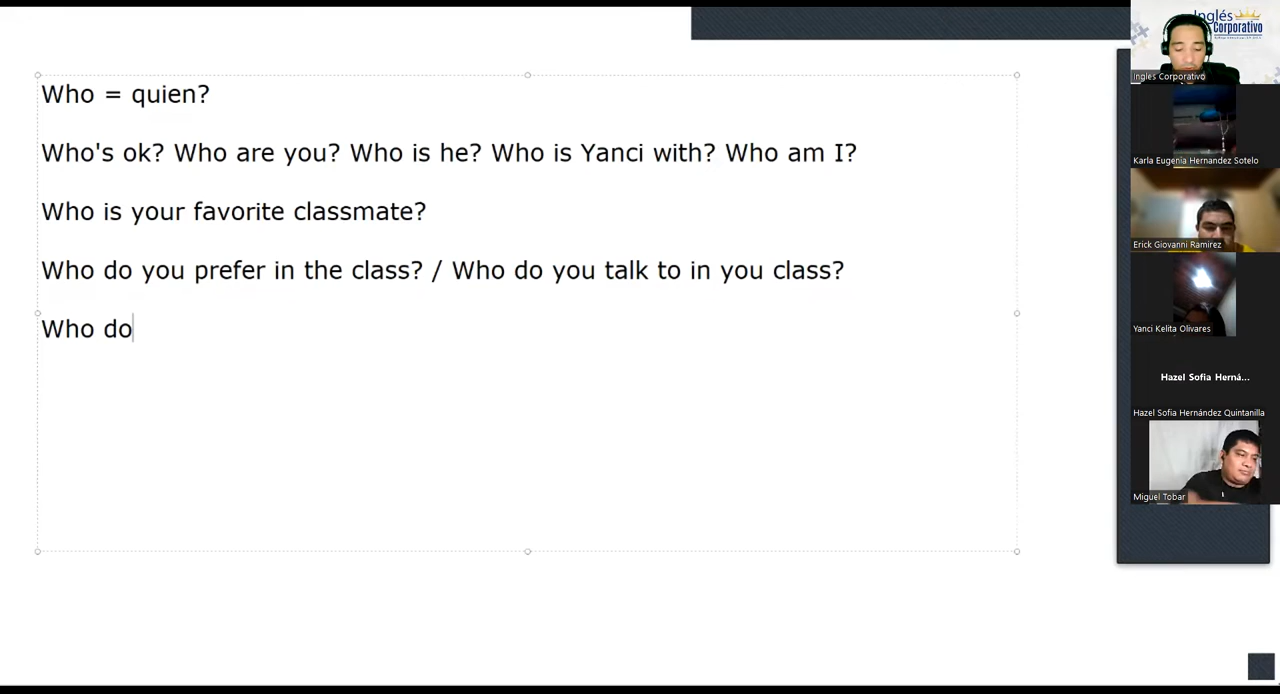 Who = quien?
Who's ok? Who are you? Who is he? Who is Yanci with? Who am I?
Who is your favorite classmate?
Who do you prefer in the class? / Who do you talk to in you class?
Who do
Inglés
Corporativo
Ingles Corporativo
Karla Eugenia Hernandez Sotelo
Erick Giovanni Ramirez
Yanci Kelita Olivares
Hazel Sofia Herná...
Hazel Sofia Hernández Quintanilla
Miguel Tobar